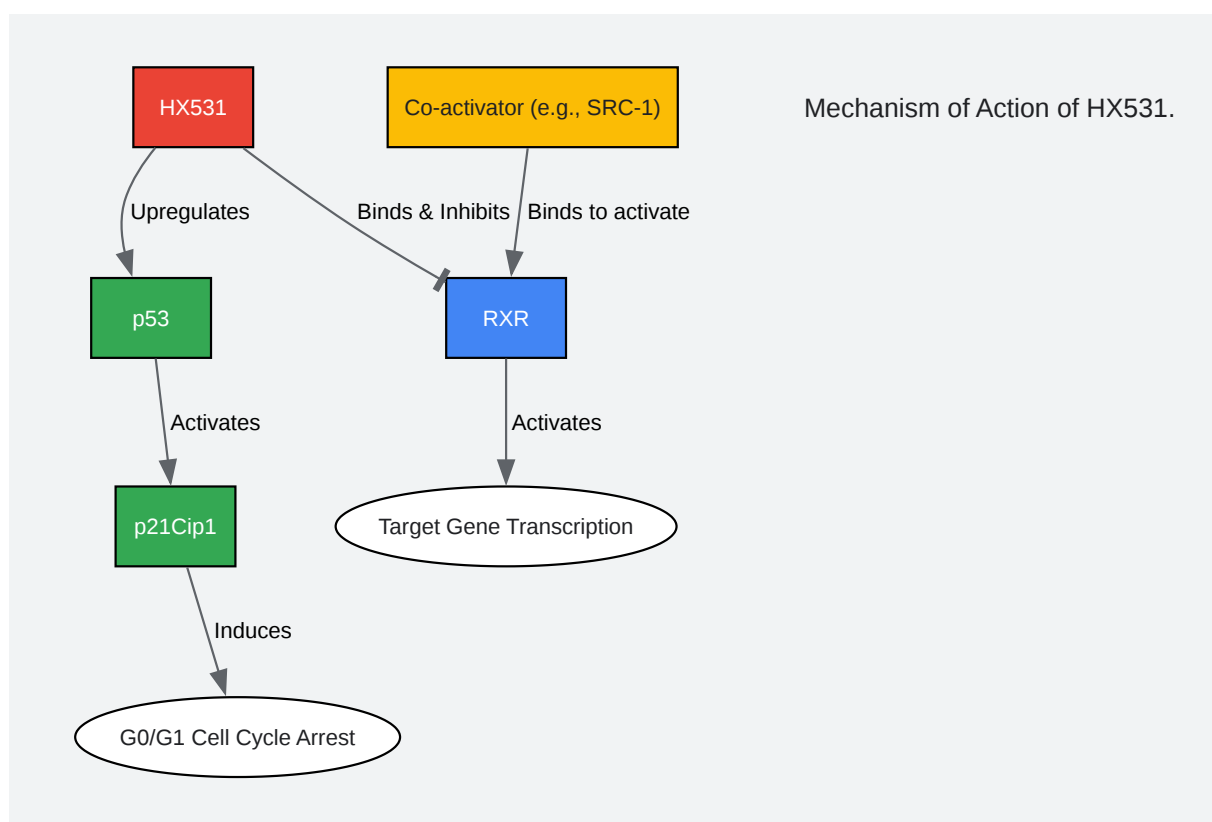 HX531
Co-activator (e.g., SRC-1)
Mechanism of Action of HX531.
Upregulates
Binds & Inhibits
Binds to activate
p53
RXR
Activates
Activates
p21Cip1
Target Gene Transcription
Induces
G0/G1 Cell Cycle Arrest